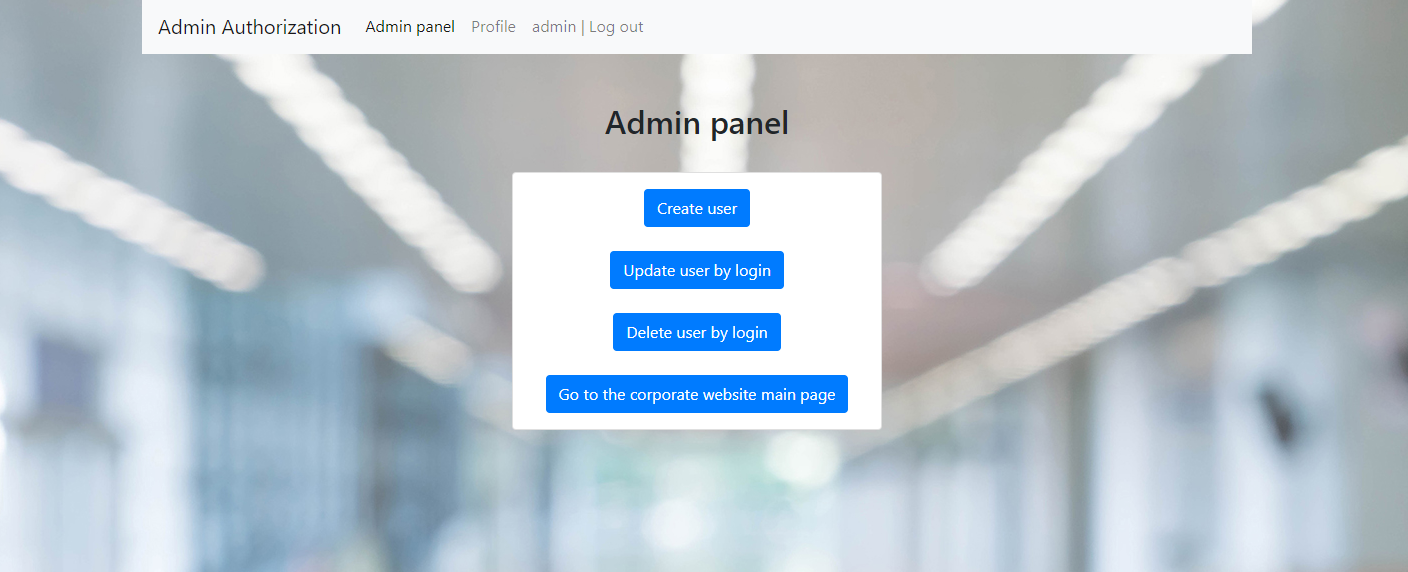 Admin Authorization Admin panel Profile admin | Log out
Admin panel
Create user
Update user by login
Delete user by login
Go to the corporate website main page